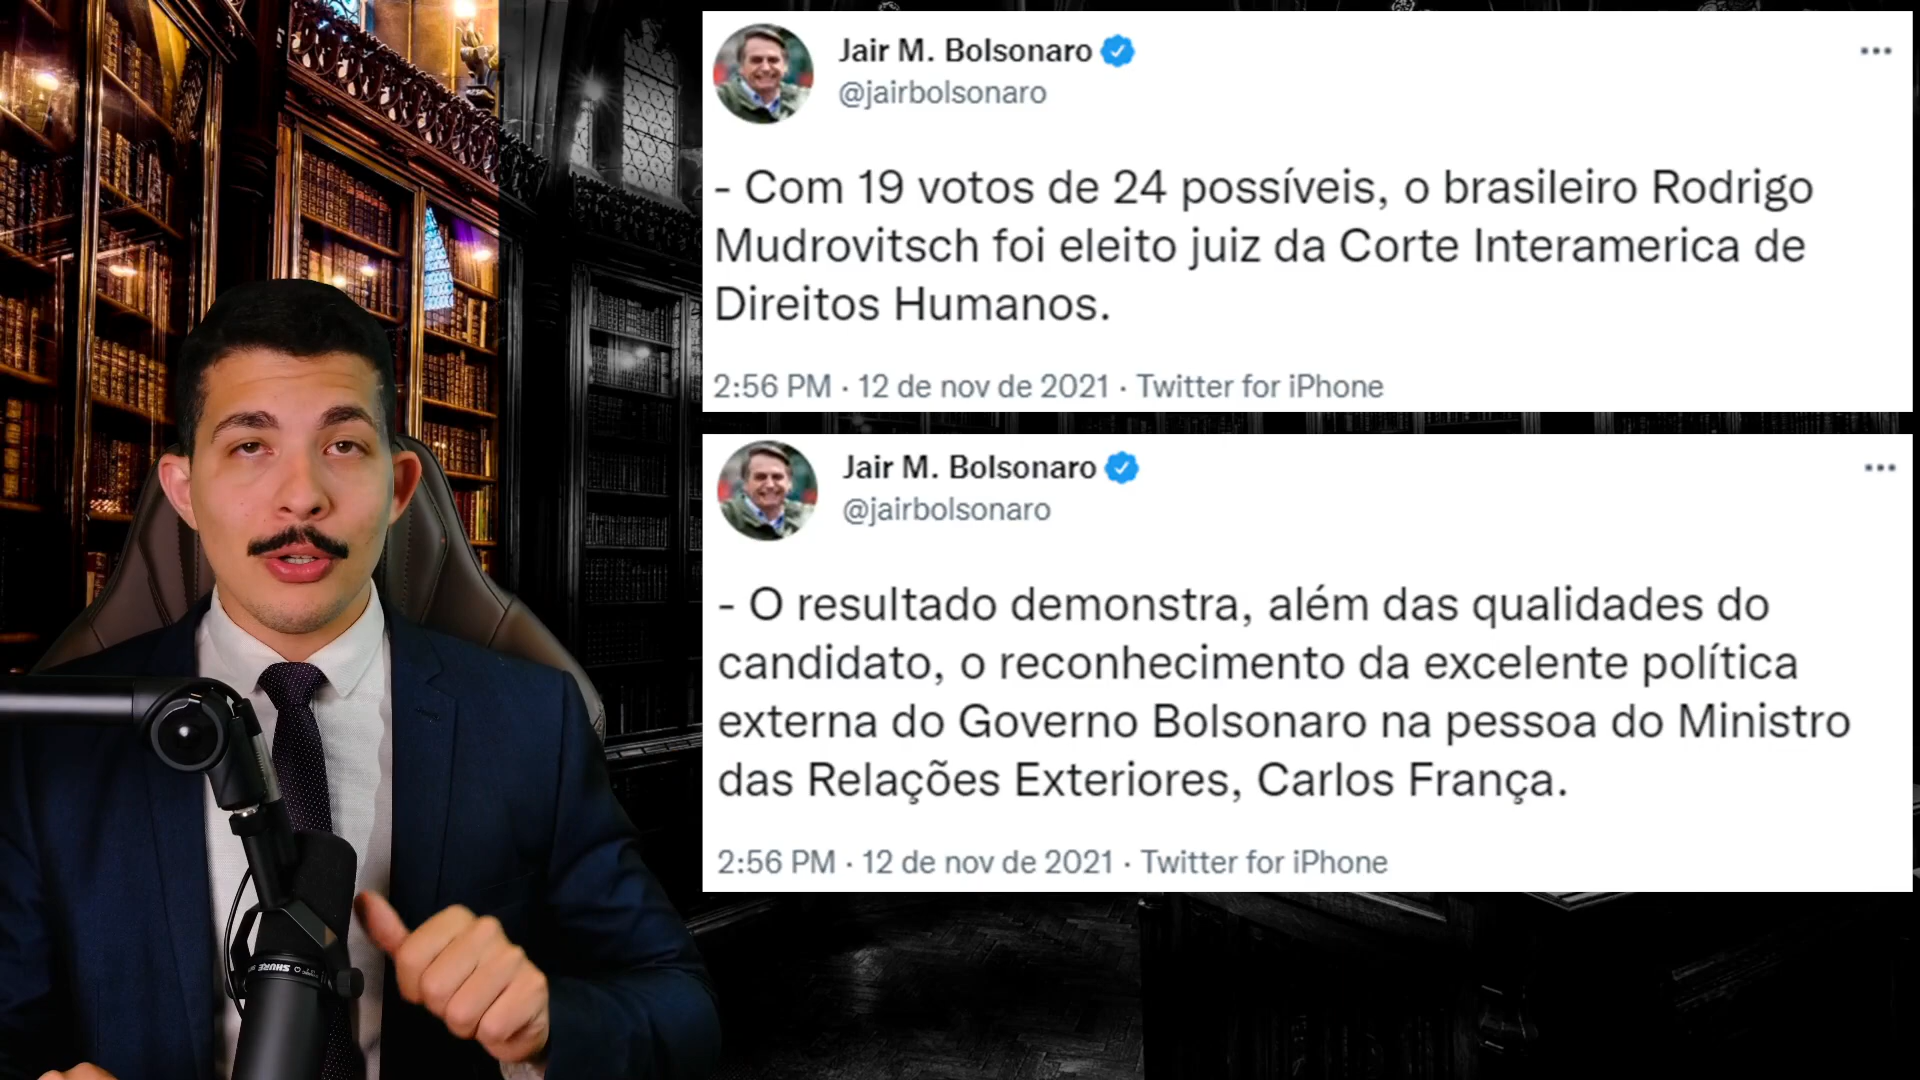 Jair M. Bolsonaro
@jairbolsonaro
- Com 19 votos de 24 possíveis, o brasileiro Rodrigo
Mudrovitsch foi eleito juiz da Corte Interamerica de
Direitos Humanos.
2:56 PM · 12 de nov de 2021 · Twitter for iPhone
Jair M. Bolsonaro
@jairbolsonaro
- O resultado demonstra, além das qualidades do
candidato, o reconhecimento da excelente política
externa do Governo Bolsonaro na pessoa do Ministro
das Relações Exteriores, Carlos França.
2:56 PM · 12 de nov de 2021 · Twitter for iPhone
SHURE